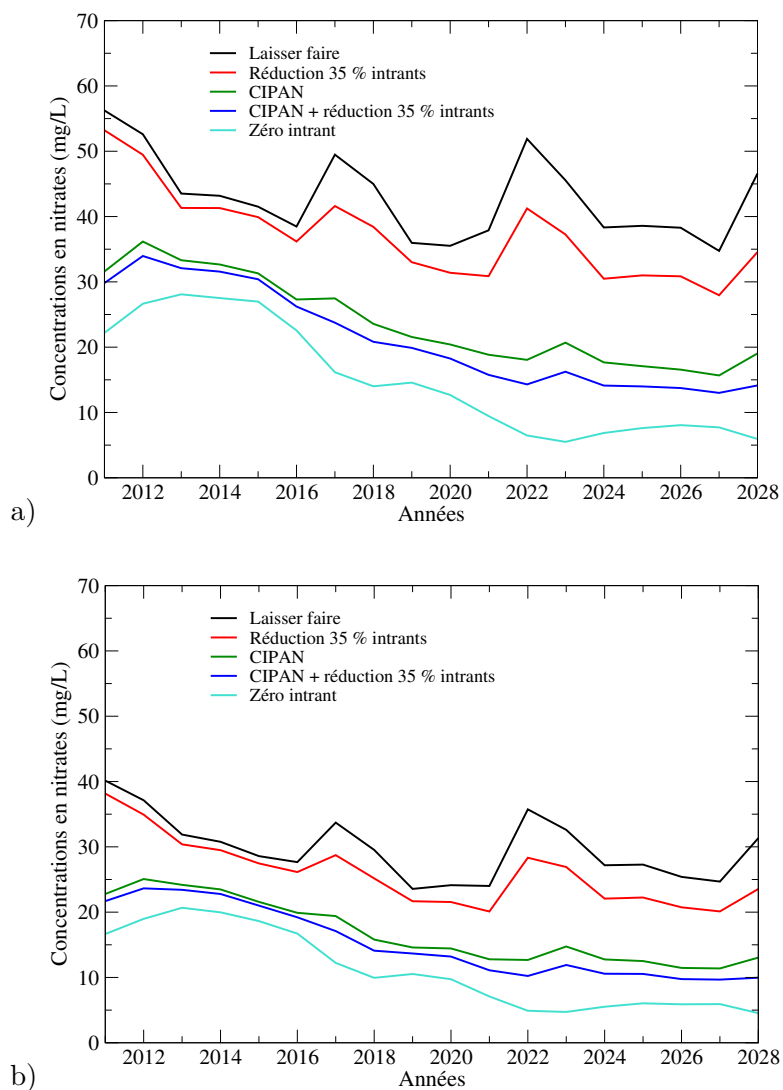 70
60
50
40
30
20
10
0
Concentrations en nitrates (mg/L)
Laisser faire
Réduction 35 % intrants
CIPAN
CIPAN + réduction 35 % intrants
Zéro intrant
2012 2014 2016 2018 2020 2022 2024 2026 2028
Années
a)
70
60
50
40
30
20
10
0
Concentrations en nitrates (mg/L)
Laisser faire
Réduction 35 % intrants
CIPAN
CIPAN + réduction 35 % intrants
Zéro intrant
2012 2014 2016 2018 2020 2022 2024 2026 2028
Années
b)